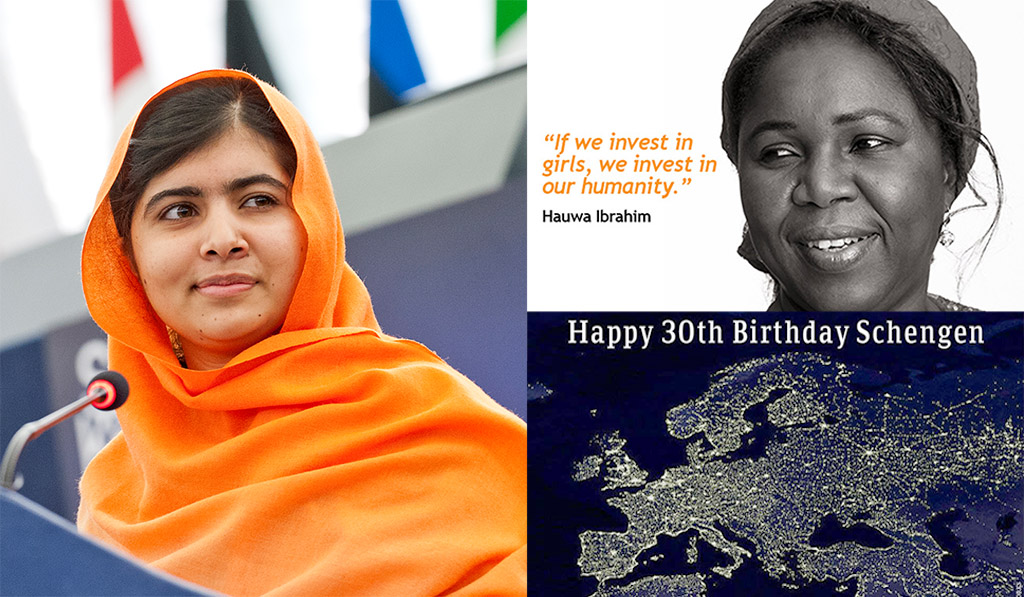 “If we invest in
girls, we invest in
our humanity.”
Hauwa Ibrahim
Happy 30th Birthday Schengen